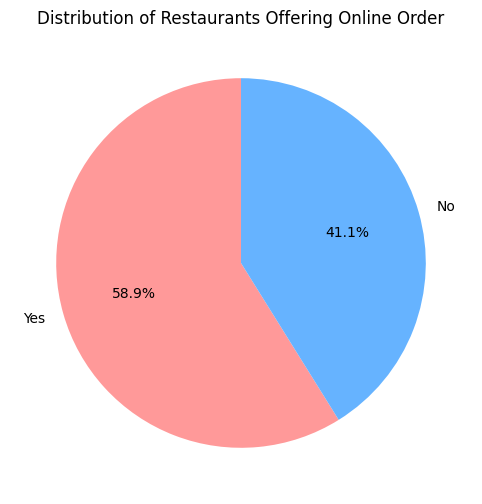 Distribution of Restaurants Offering Online Order
No
41.1%
58.9%
Yes